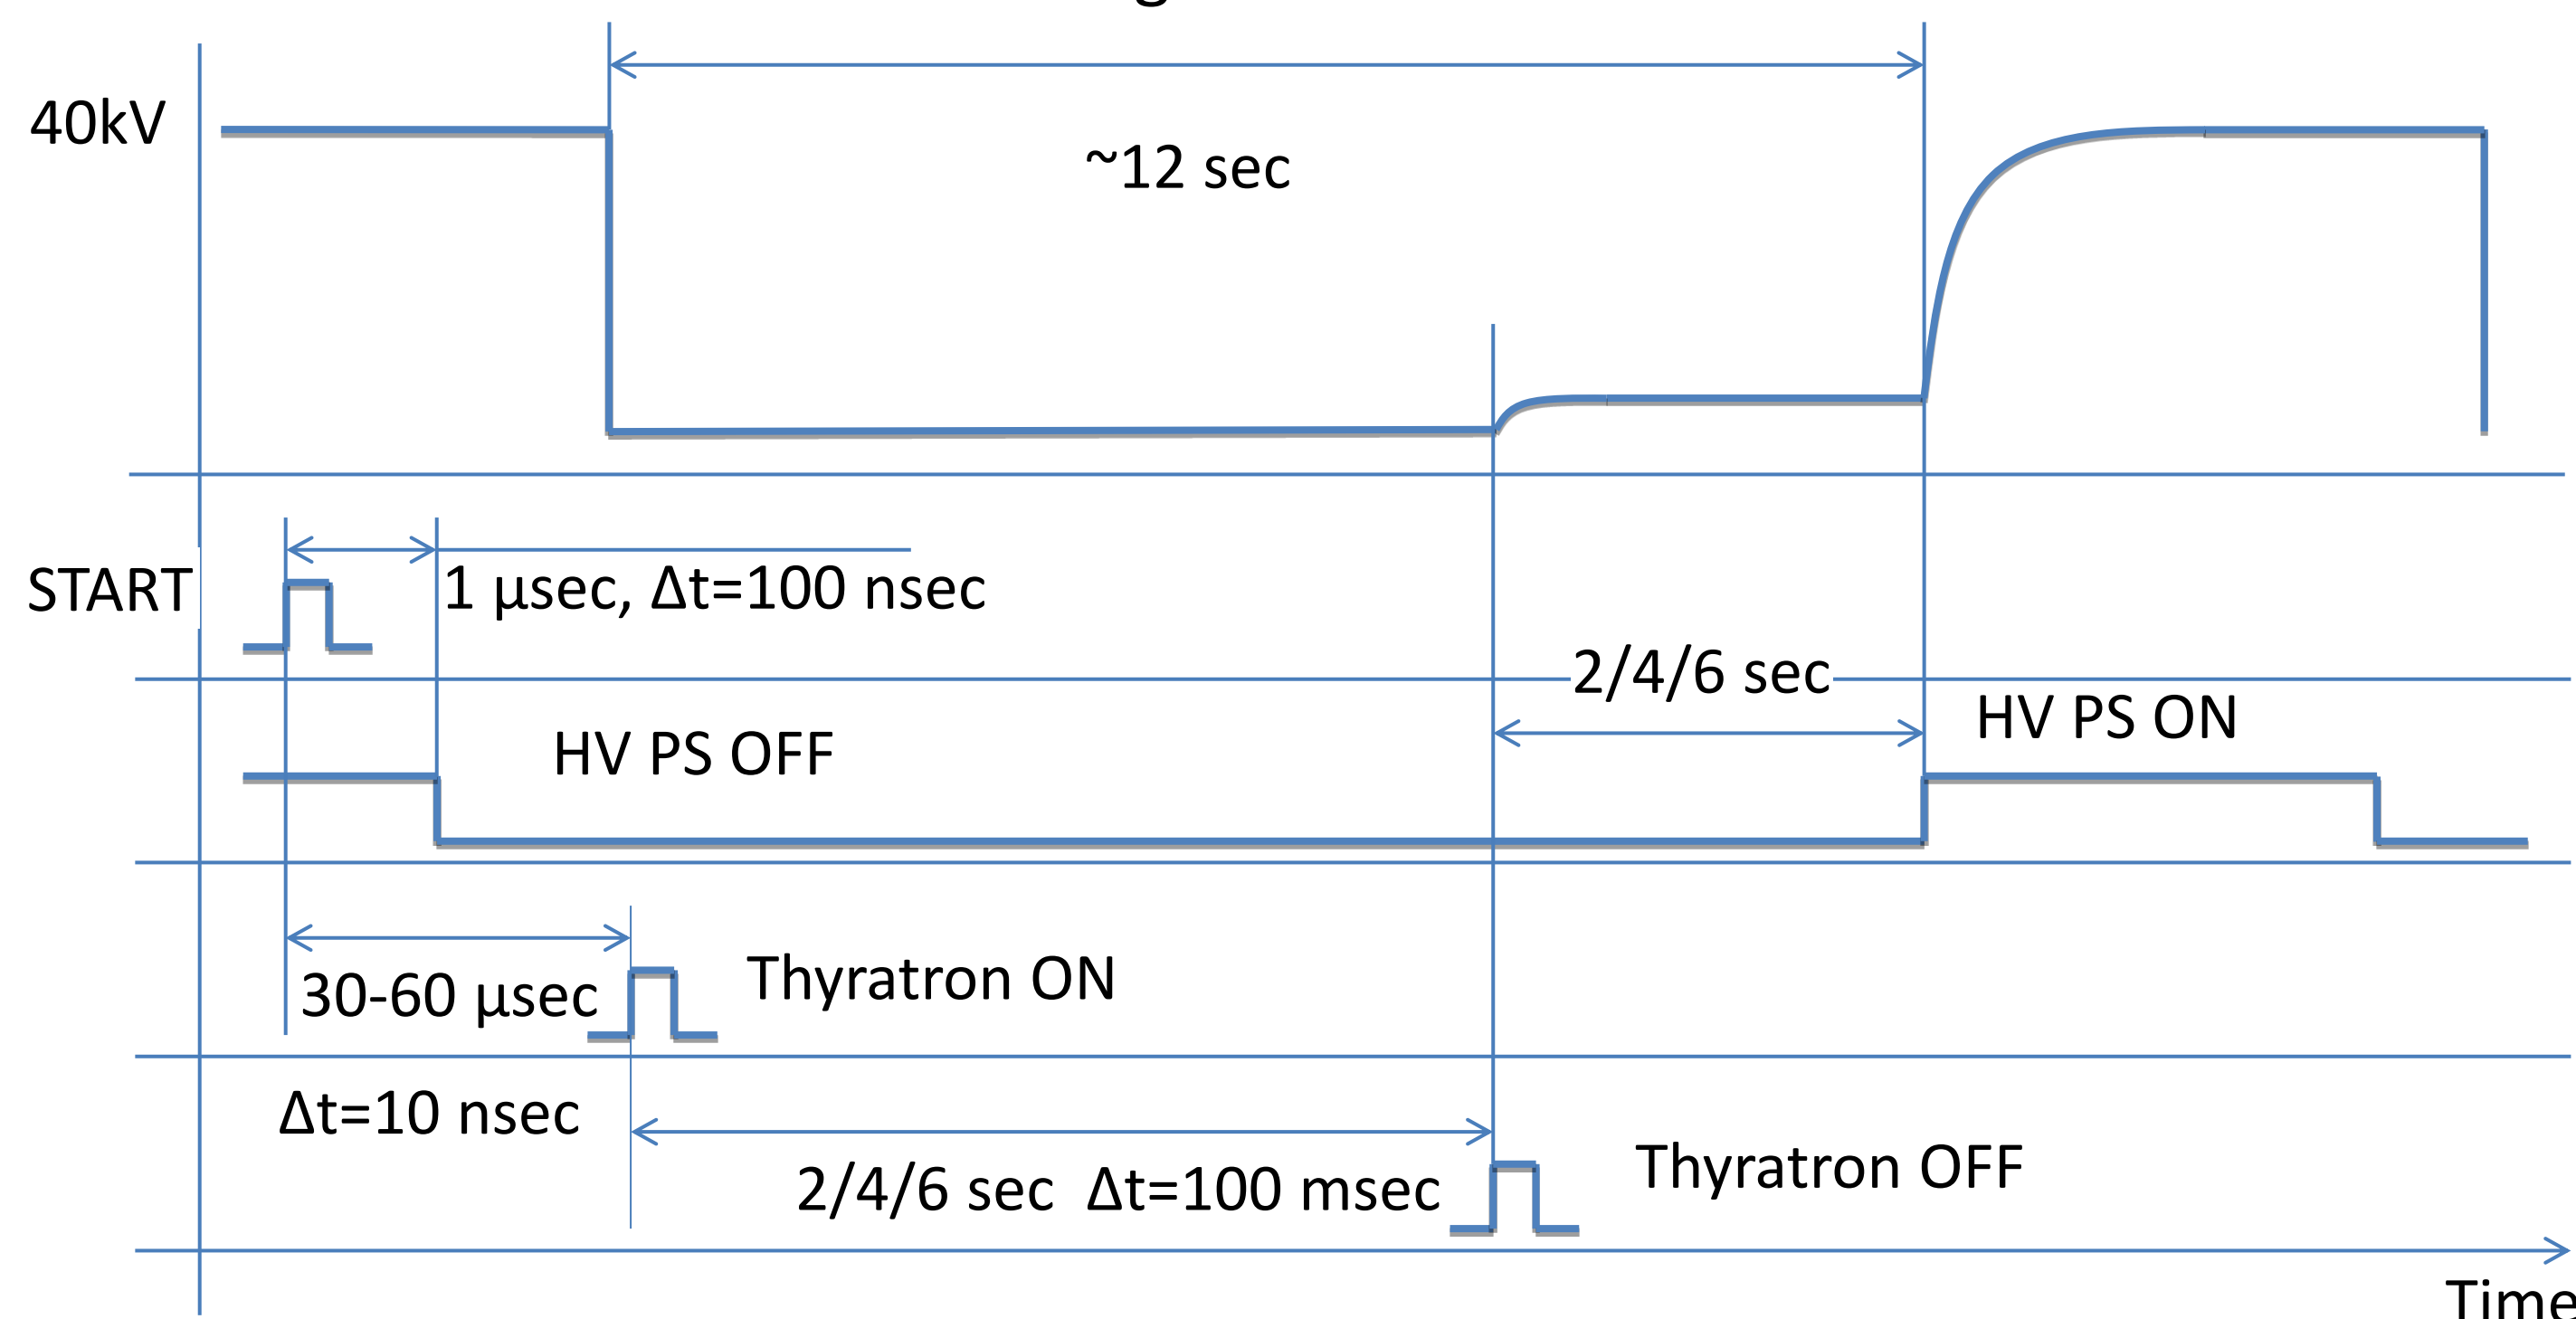 40kV
~12 sec
START
1 µsec, Δt=100 nsec
2/4/6 sec
HV PS OFF
HV PS ON
30-60 µsec
Thyratron ON
Δt=10 nsec
2/4/6 sec Δt=100 msec
Thyratron OFF
Time